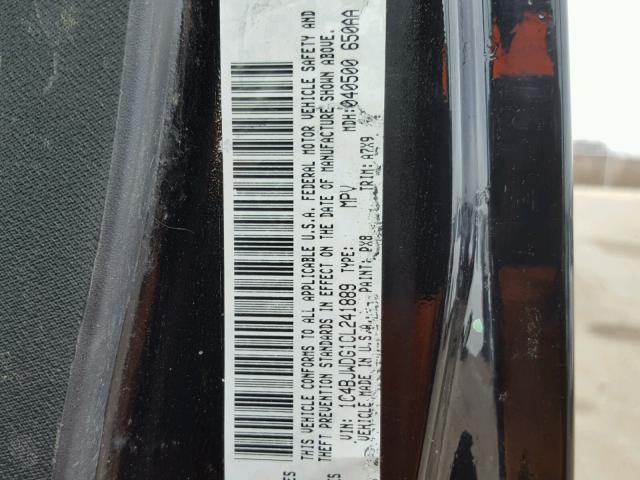 ES
THIS VEHICLE CONFORMS TO ALL APPLICABLE U.S.A. FEDERAL MOTOR VEHICLE SAFETY AND
THEFT PREVENTION STANDARDS IN EFFECT ON THE DATE OF MANUFACTURE SHOWN ABOVE.
VIN: 1C4BJWDG1CL241889 TYPE: MPV MDH:040500 650AA
VEHICLE MADE IN U.S.A. PAINT: PX8 TRIM: A7X9